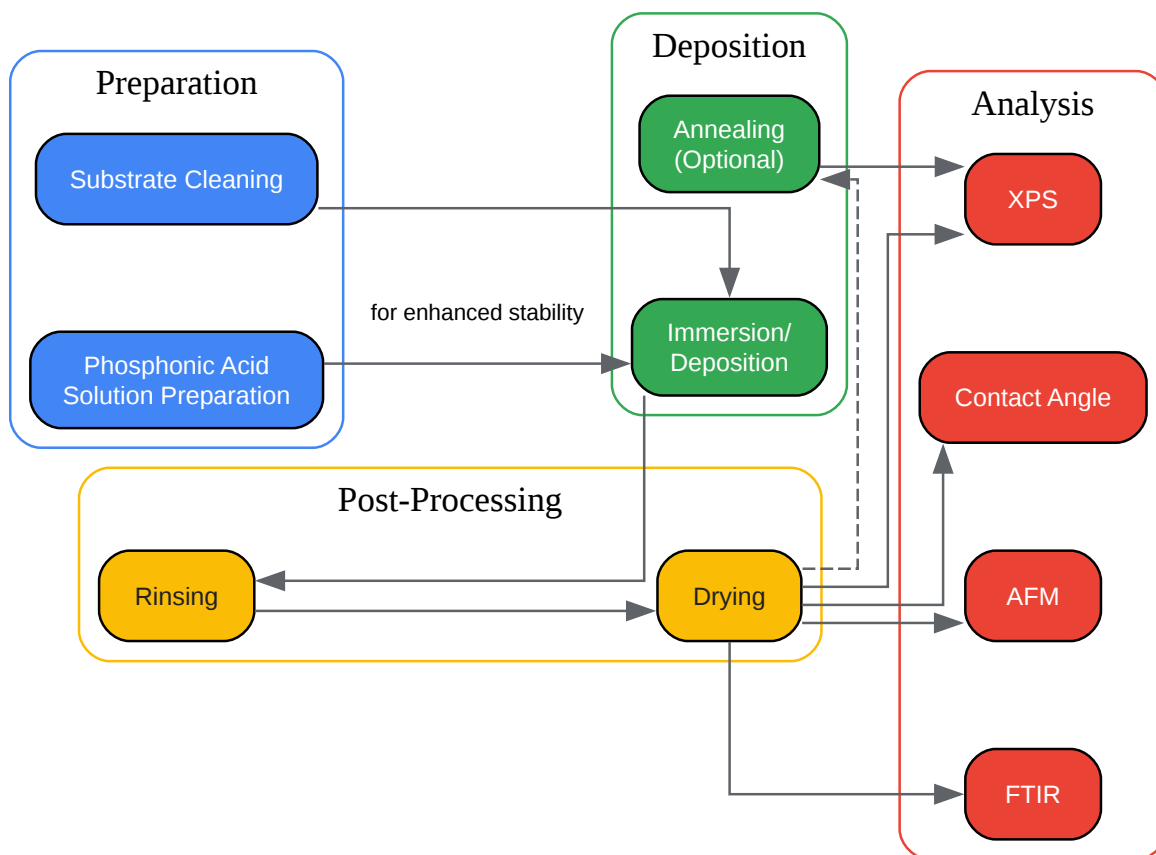 Preparation
Substrate Cleaning
Phosphonic Acid
Solution Preparation
for enhanced stability
Deposition
Annealing
(Optional)
Immersion/
Deposition
Post-Processing
Rinsing
Drying
Analysis
XPS
Contact Angle
AFM
FTIR